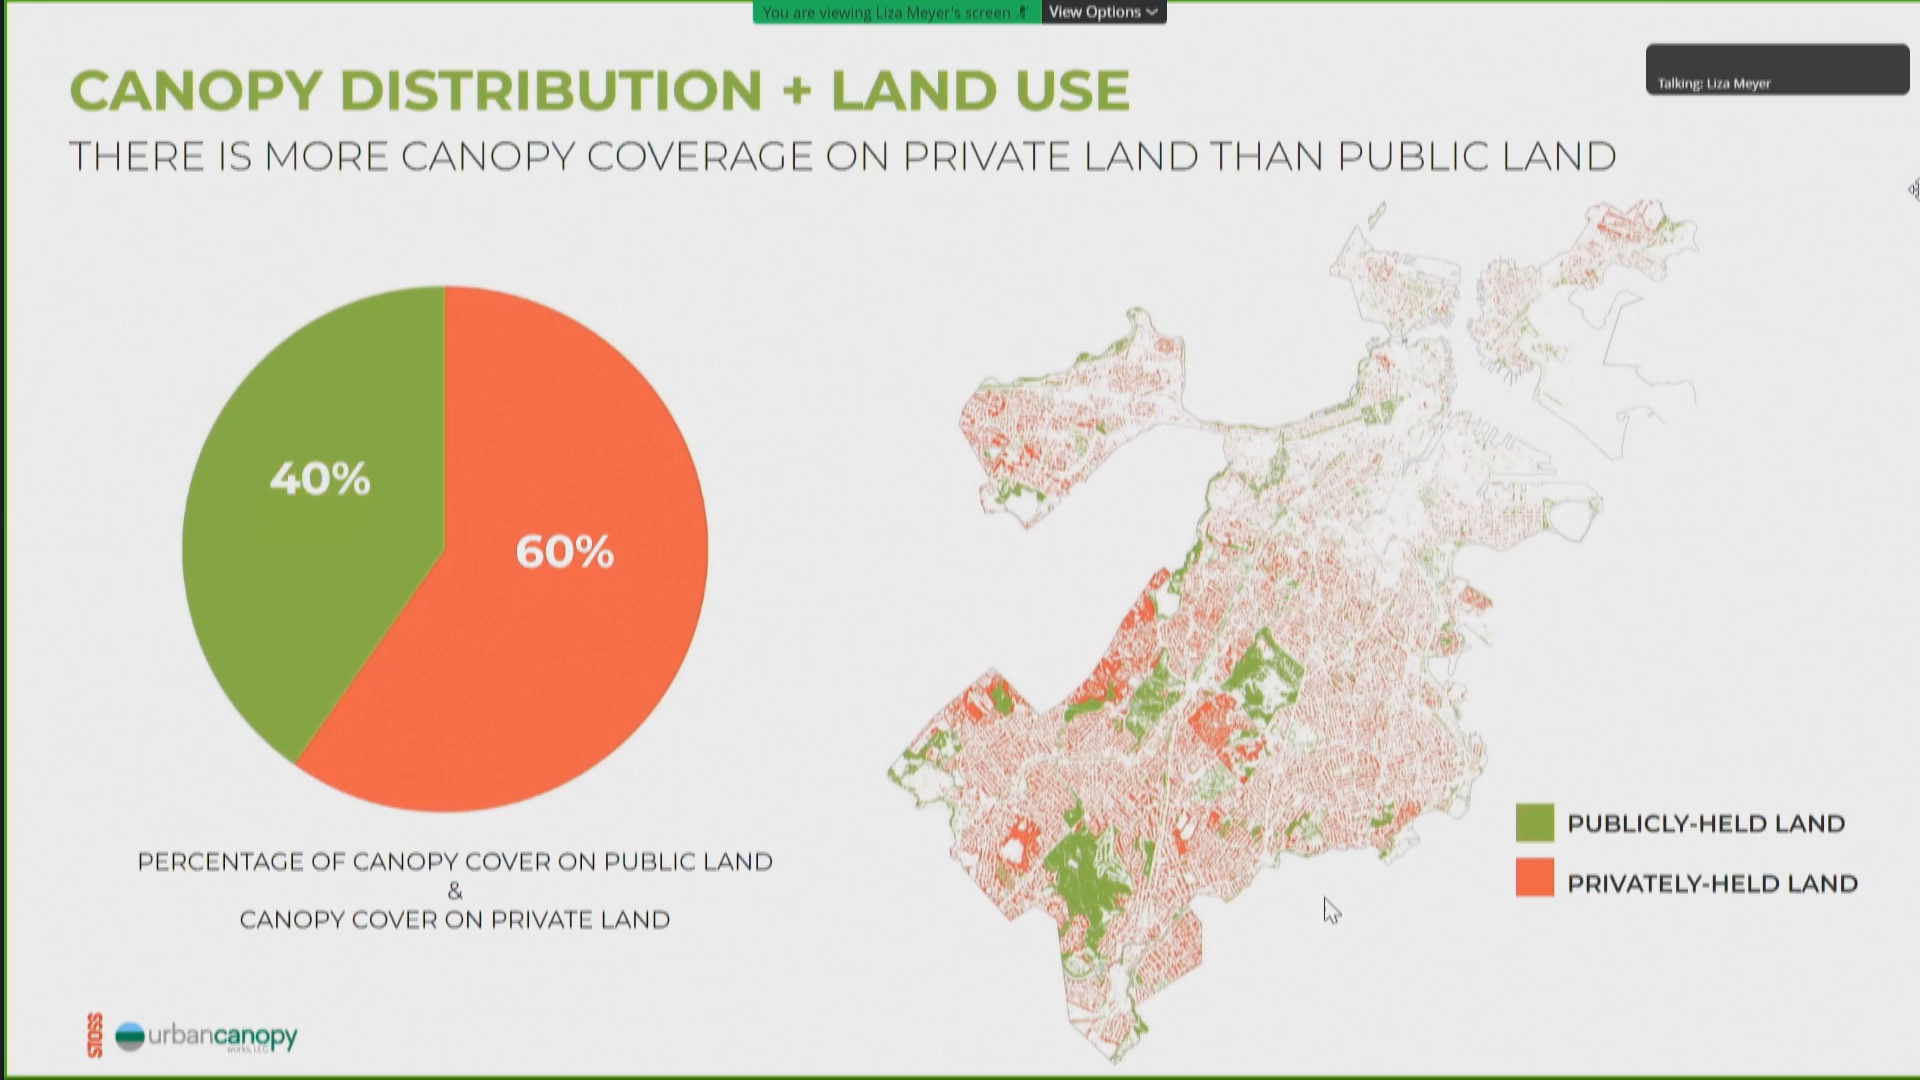 You are viewing Liza Meyer's screen
View Options
Talking: Liza Meyer
CANOPY DISTRIBUTION + LAND USE
THERE IS MORE CANOPY COVERAGE ON PRIVATE LAND THAN PUBLIC LAND
40%
60%
PERCENTAGE OF CANOPY COVER ON PUBLIC LAND
&
CANOPY COVER ON PRIVATE LAND
PUBLICLY-HELD LAND
PRIVATELY-HELD LAND
STOSS
urbancanopy
works, LLC